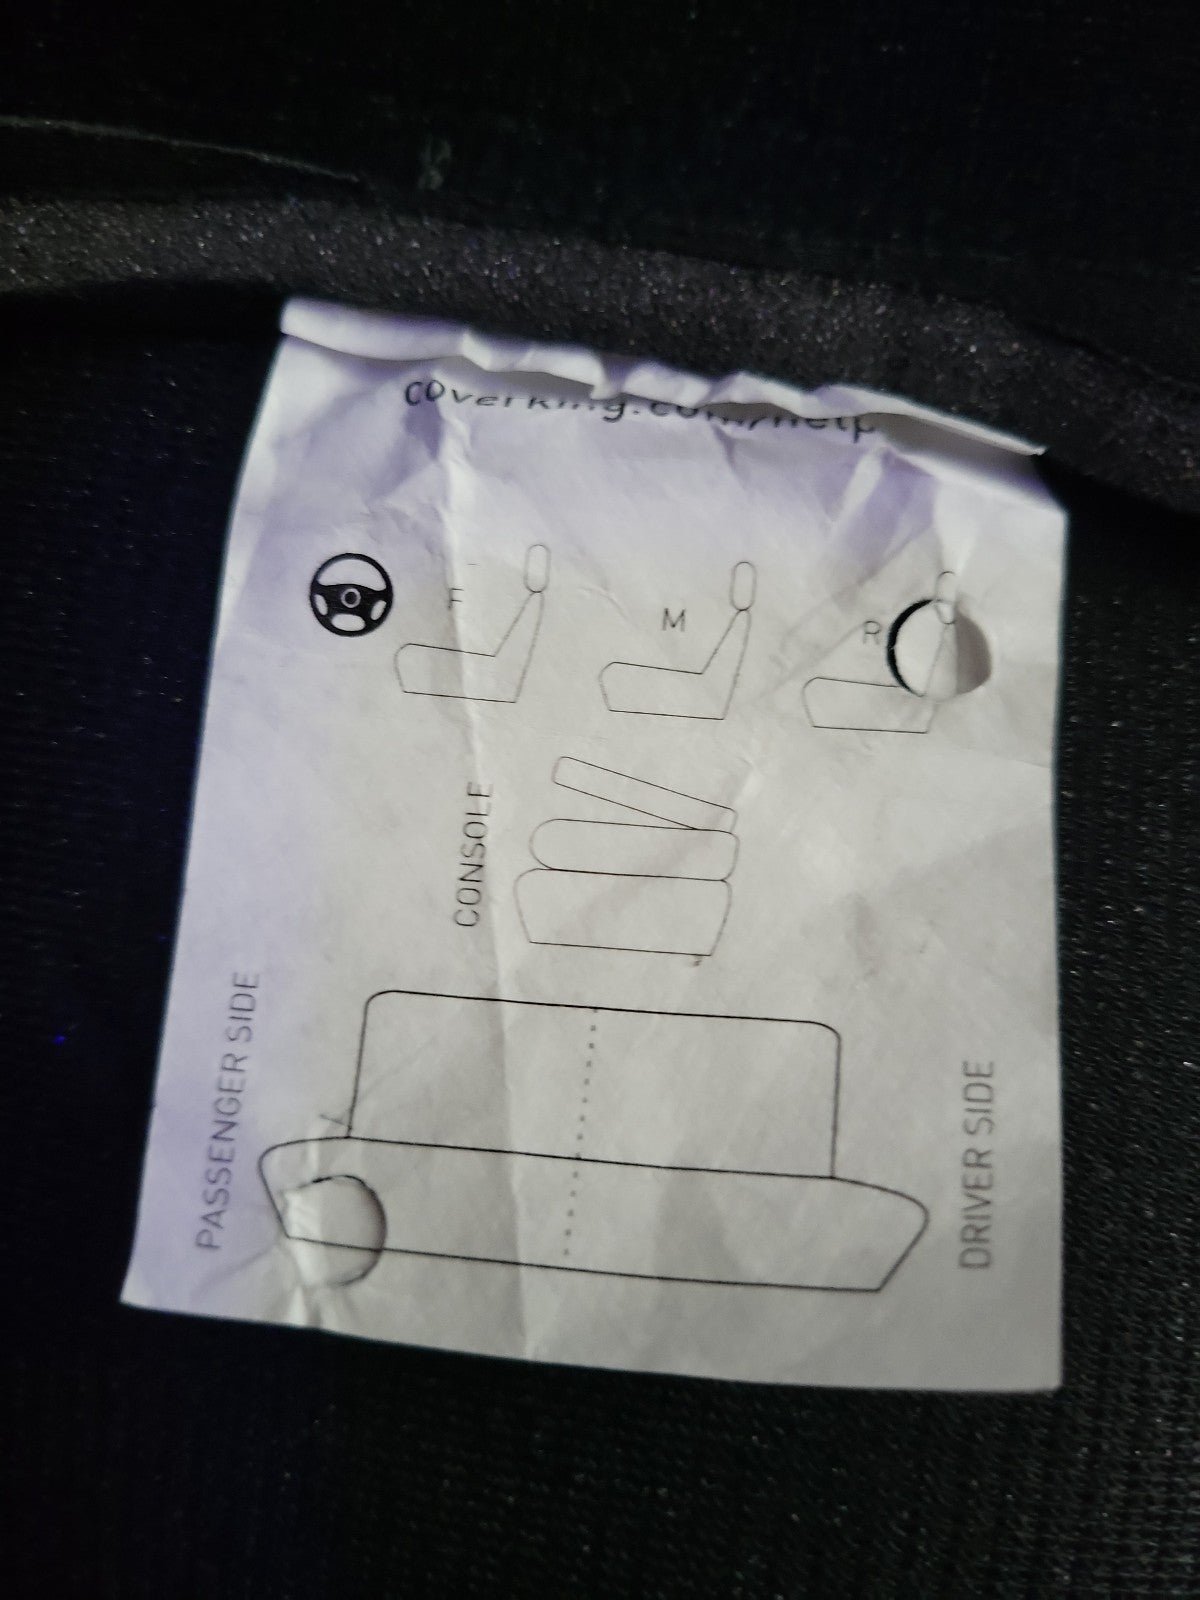 coverking.com/help
F
M
R
CONSOLE
PASSENGER SIDE
DRIVER SIDE